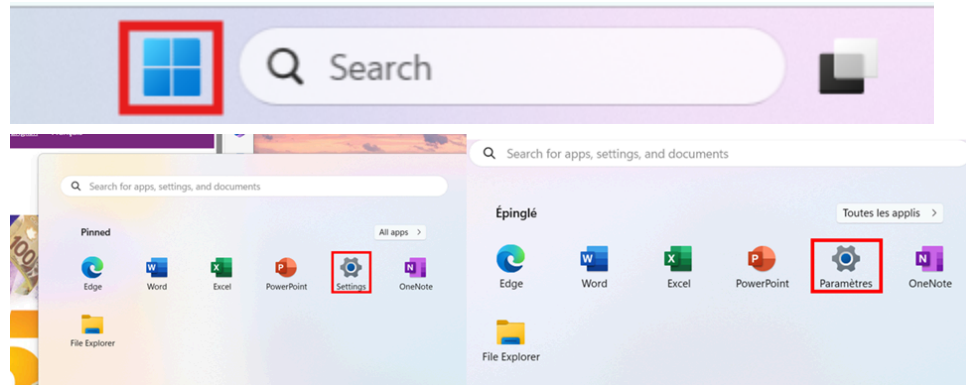 Search
Search for apps, settings, and documents
Pinned
All apps >
Edge
Word
Excel
PowerPoint
Settings
OneNote
File Explorer
100
Search for apps, settings, and documents
Épinglé
Toutes les applis >
Edge
Word
Excel
PowerPoint
Paramètres
OneNote
File Explorer